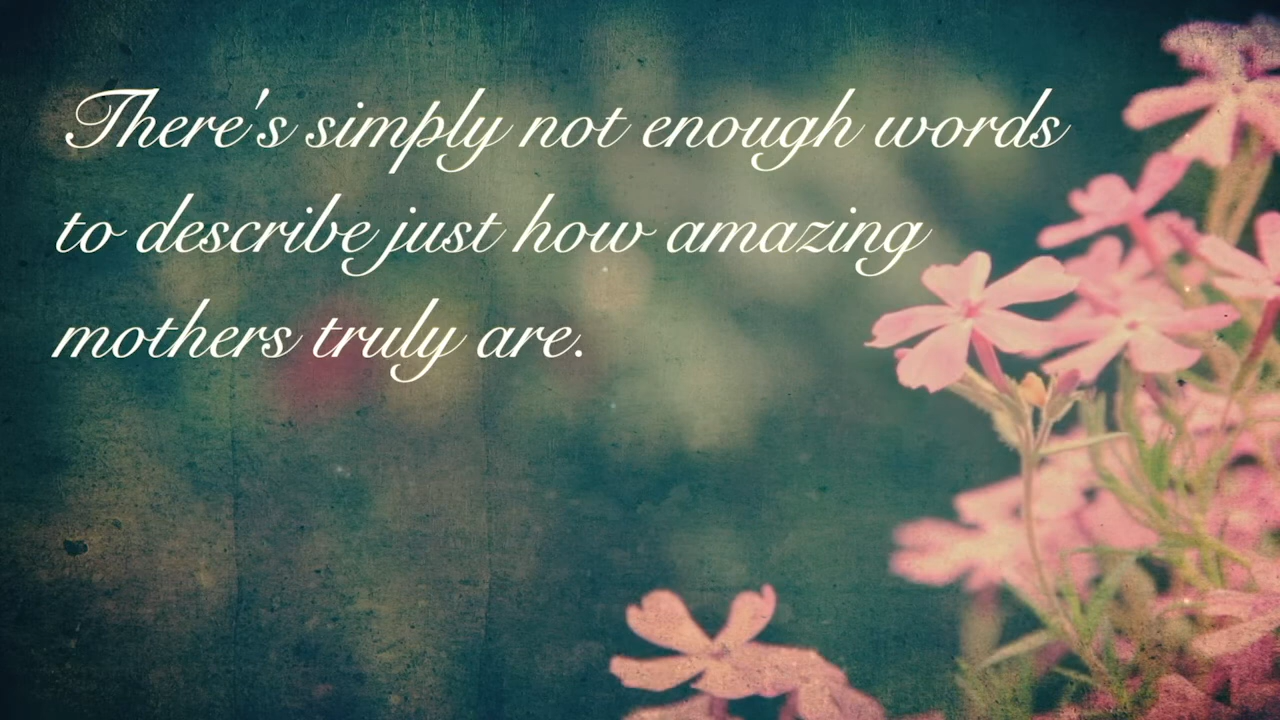 There's simply not enough words
to describe just how amazing
mothers truly are.